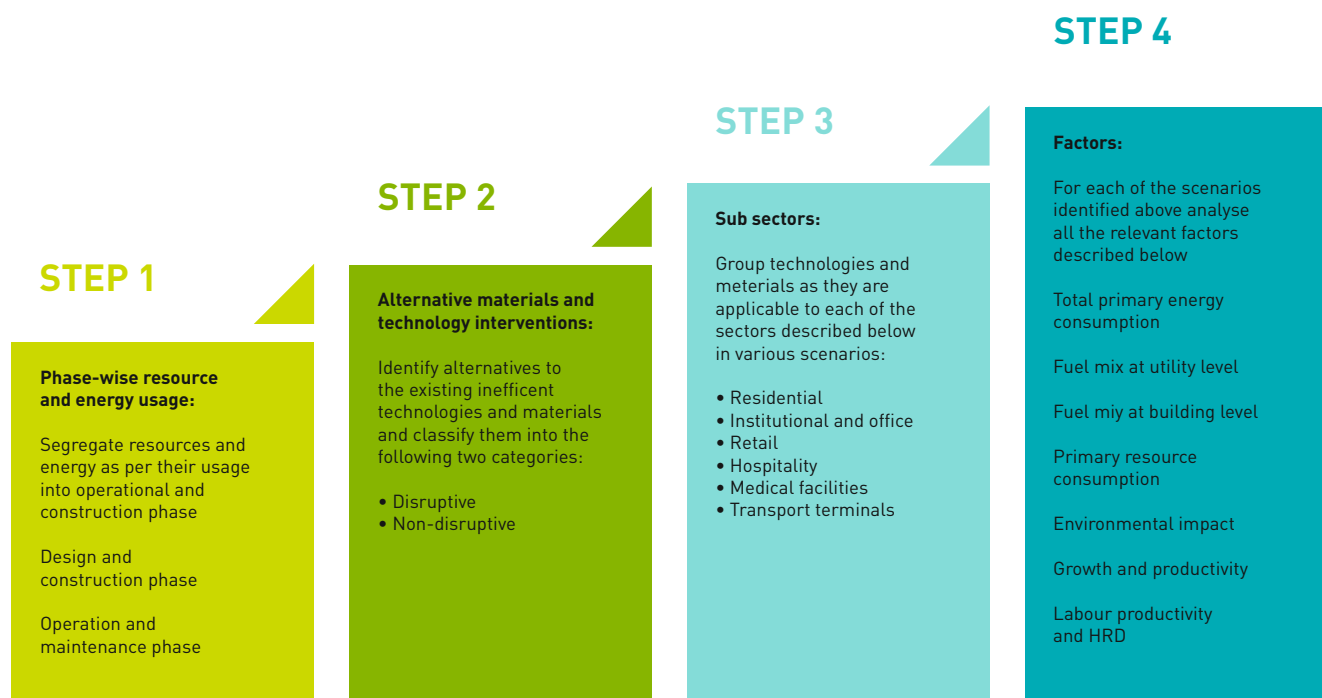 STEP 1
Phase-wise resource
and energy usage:
Segregate resources and
energy as per their usage
into operational and
construction phase
Design and
construction phase
Operation and
maintenance phase
STEP 2
Alternative materials and
technology interventions:
Identify alternatives to
the existing inefficent
technologies and materials
and classify them into the
following two categories:
• Disruptive
• Non-disruptive
STEP 3
Sub sectors:
Group technologies and
meterials as they are
applicable to each of the
sectors described below
in various scenarios:
• Residential
• Institutional and office
• Retail
• Hospitality
• Medical facilities
• Transport terminals
STEP 4
Factors:
For each of the scenarios
identified above analyse
all the relevant factors
described below
Total primary energy
consumption
Fuel mix at utility level
Fuel miy at building level
Primary resource
consumption
Environmental impact
Growth and productivity
Labour productivity
and HRD